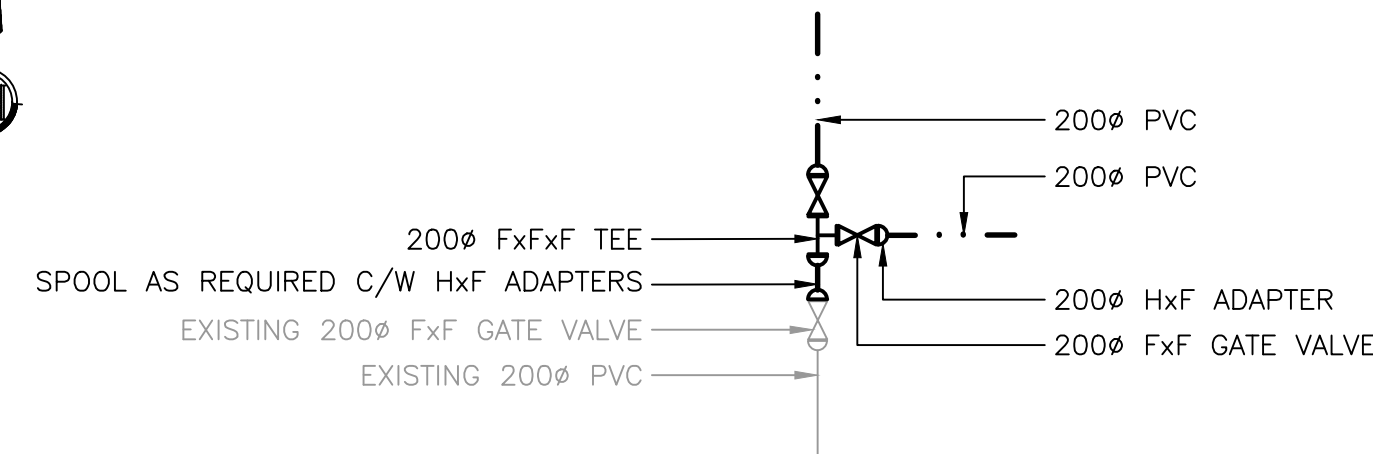 200ø PVC
200ø PVC
200ø FxFxF TEE
SPOOL AS REQUIRED C/W HxF ADAPTERS
200ø HxF ADAPTER
EXISTING 200ø FxF GATE VALVE
200ø FxF GATE VALVE
EXISTING 200ø PVC